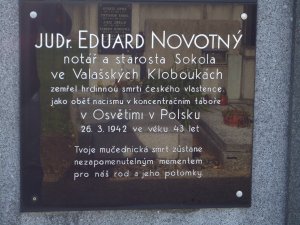 JUDr. EDUARD NOVOTNÝ
notář a starosta Sokola
ve Valašských Kloboukách
zemřel hrdinnou smrtí českého vlastence
jako oběť nacismu v koncentračním táboře
v Osvětimi v Polsku
26. 3. 1942 ve věku 43 let
Tvoje mučednická smrt zůstane
nezapomenutelným mementem
pro náš rod a jeho potomky.